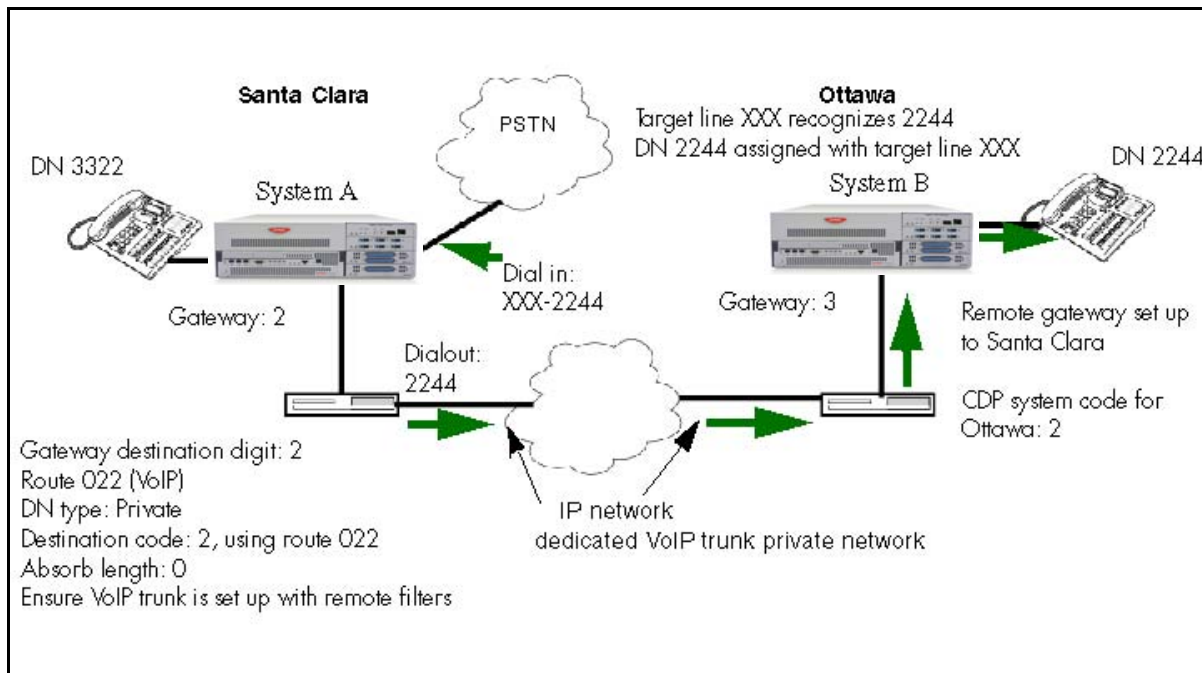 Santa Clara
PSTN
Ottawa
Target line XXX recognizes 2244
DN 2244 assigned with target line XXX
DN 3322
System A
System B
DN 2244
Dial in:
XXX-2244
Gateway: 2
Gateway: 3
Remote gateway set up
to Santa Clara
Dialout:
2244
CDP system code for
Ottawa: 2
Gateway destination digit: 2
Route 022 (VoIP)
DN type: Private
Destination code: 2, using route 022
Absorb length: 0
Ensure VoIP trunk is set up with remote filters
IP network
dedicated VoIP trunk private network